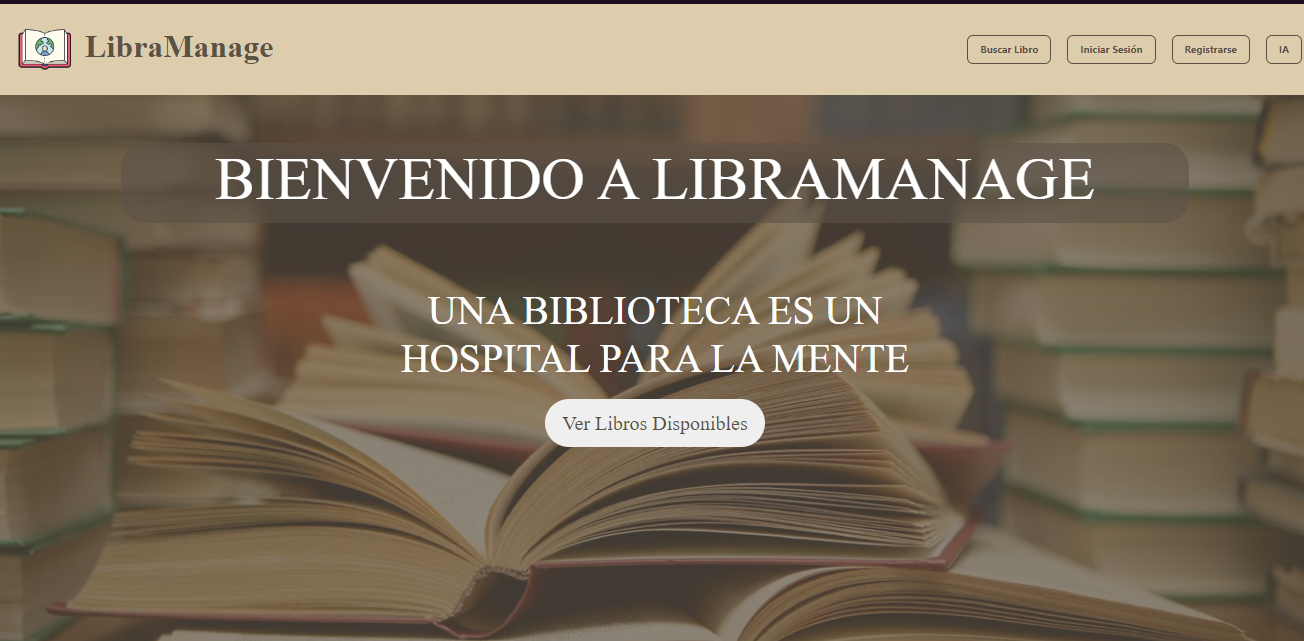 LibraManage
Buscar Libro
Iniciar Sesión
Registrarse
IA
BIENVENIDO A LIBRAMANAGE
UNA BIBLIOTECA ES UN
HOSPITAL PARA LA MENTE
Ver Libros Disponibles